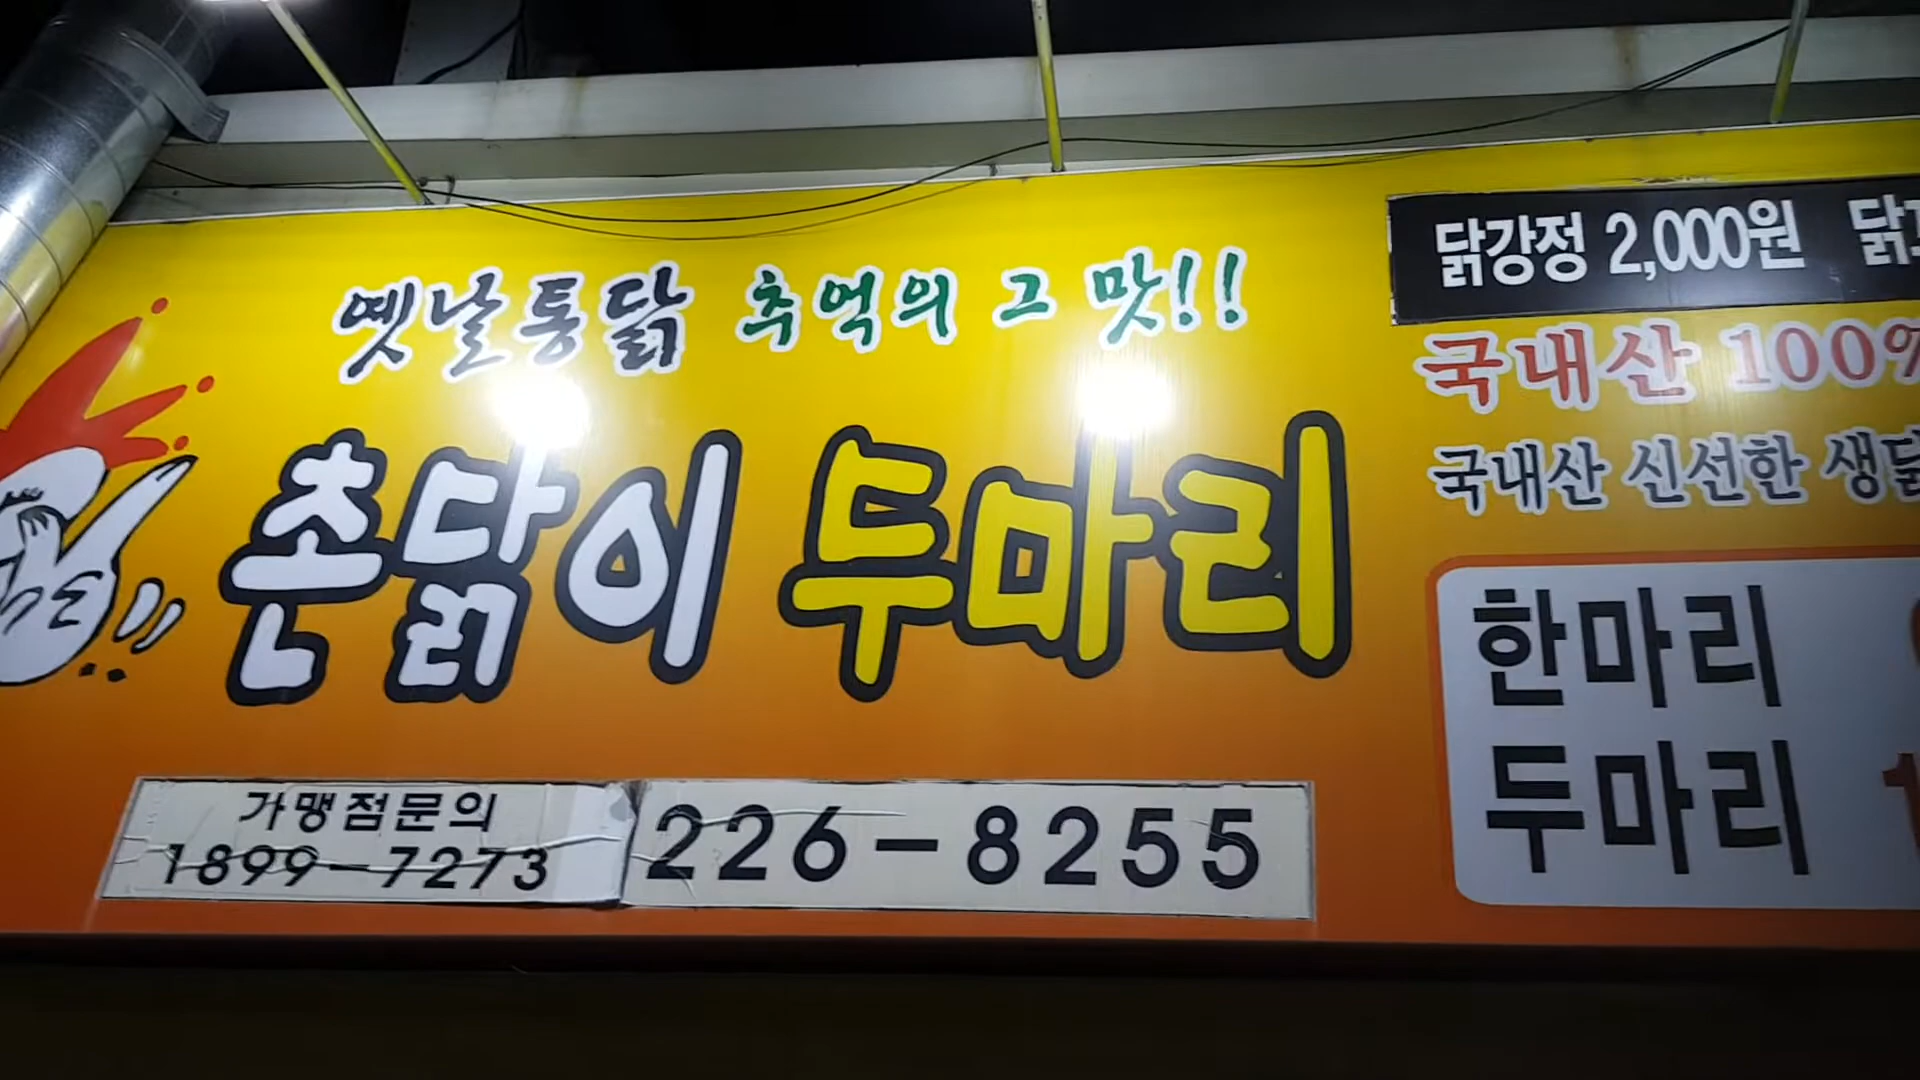 옛날통닭 추억의 그 맛!!
촌닭이 두마리
가맹점문의
1899-7273
226-8255
닭강정 2,000원
국내산 100%
국내산 신선한
한마리
두마리